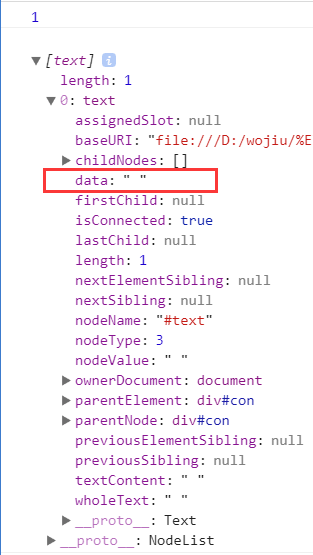 1
[text] i
length: 1
0: text
assignedSlot: null
baseURI: "file:///D:/wojiu/%E
childNodes: []
data: " "
firstChild: null
isConnected: true
lastChild: null
length: 1
nextElementSibling: null
nextSibling: null
nodeName: "#text"
nodeType: 3
nodeValue: " "
ownerDocument: document
parentElement: div#con
parentNode: div#con
previousElementSibling: null
previousSibling: null
textContent: " "
wholeText: " "
__proto__: Text
__proto__: NodeList